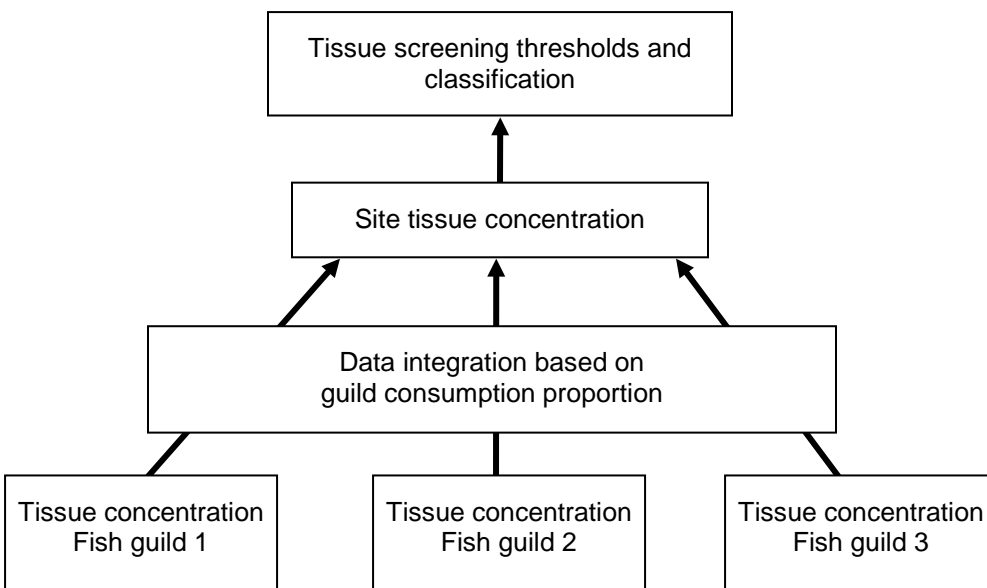 Tissue screening thresholds and
classification
Site tissue concentration
Data integration based on
guild consumption proportion
Tissue concentration
Fish guild 1
Tissue concentration
Fish guild 2
Tissue concentration
Fish guild 3